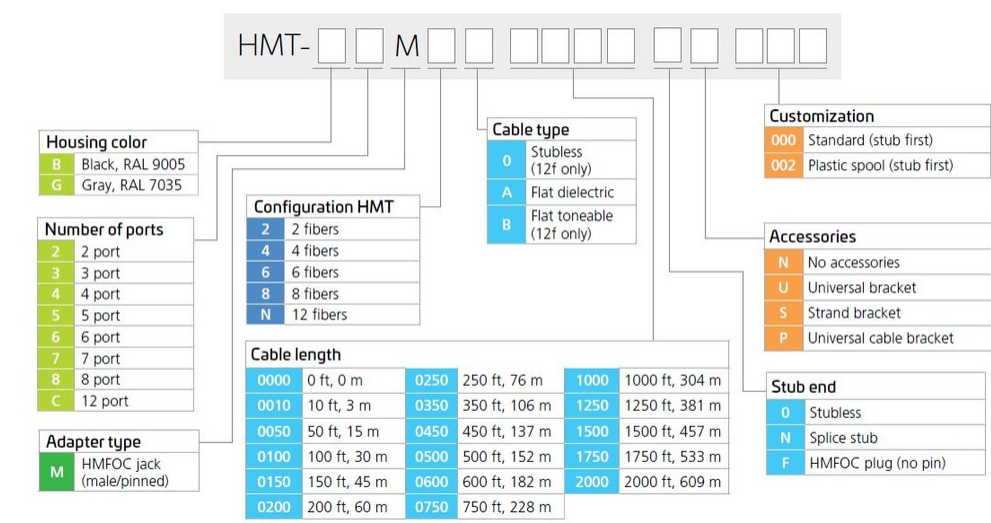 HMT- M
Housing color
B Black, RAL 9005
G Gray, RAL 7035
Number of ports
2 2 port
3 3 port
4 4 port
5 5 port
6 6 port
7 7 port
8 8 port
C 12 port
Adapter type
M HMFOC jack
(male/pinned)
Configuration HMT
2 2 fibers
4 4 fibers
6 6 fibers
8 8 fibers
N 12 fibers
Cable type
0 Stubless
(12f only)
A Flat dielectric
B Flat toneable
(12f only)
Cable length
0000 0 ft, 0 m 0250 250 ft, 76 m 1000 1000 ft, 304 m
0010 10 ft, 3 m 0350 350 ft, 106 m 1250 1250 ft, 381 m
0050 50 ft, 15 m 0450 450 ft, 137 m 1500 1500 ft, 457 m
0100 100 ft, 30 m 0500 500 ft, 152 m 1750 1750 ft, 533 m
0150 150 ft, 45 m 0600 600 ft, 182 m 2000 2000 ft, 609 m
0200 200 ft, 60 m 0750 750 ft, 228 m
Customization
000 Standard (stub first)
002 Plastic spool (stub first)
Accessories
N No accessories
U Universal bracket
S Strand bracket
P Universal cable bracket
Stub end
0 Stubless
N Splice stub
F HMFOC plug (no pin)